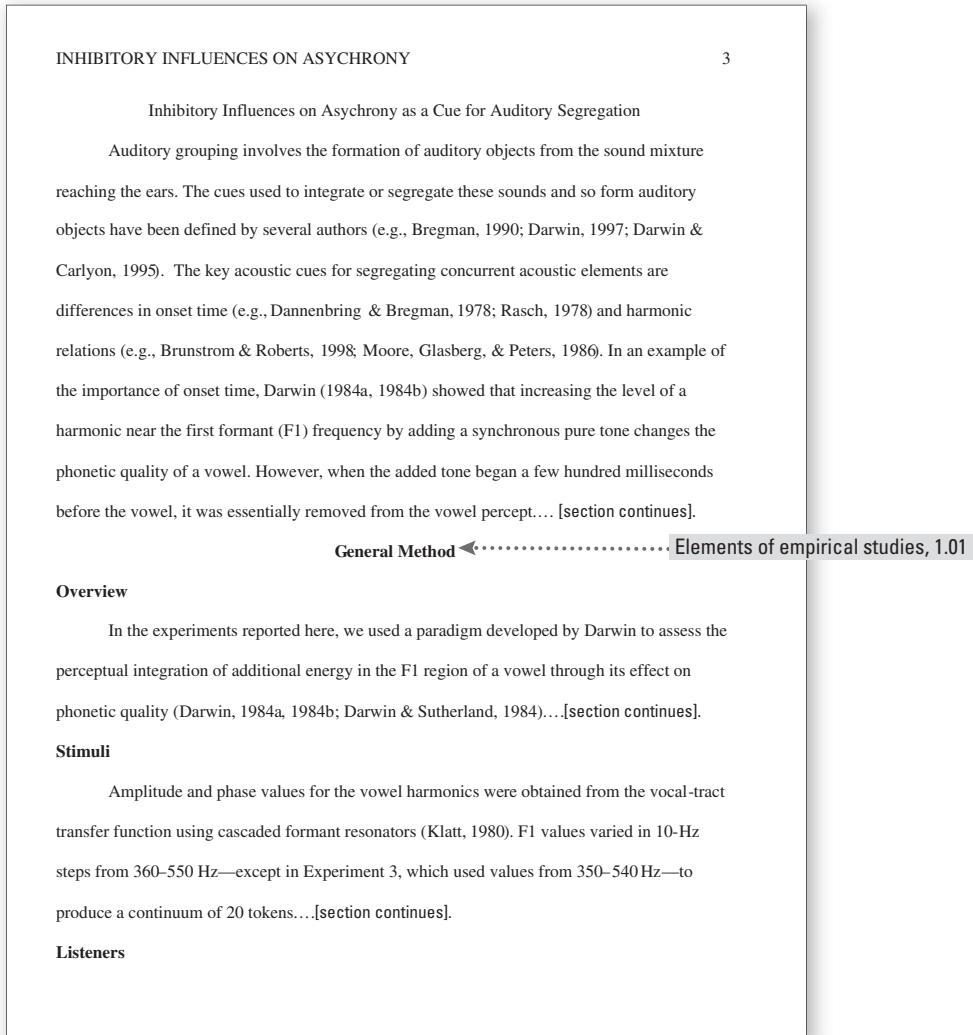 INHIBITORY INFLUENCES ON ASYCHRONY 3
Inhibitory Influences on Asychrony as a Cue for Auditory Segregation
Auditory grouping involves the formation of auditory objects from the sound mixture
reaching the ears. The cues used to integrate or segregate these sounds and so form auditory
objects have been defined by several authors (e.g., Bregman, 1990; Darwin, 1997; Darwin &
Carlyon, 1995). The key acoustic cues for segregating concurrent acoustic elements are
differences in onset time (e.g., Dannenbring & Bregman, 1978; Rasch, 1978) and harmonic
relations (e.g., Brunstrom & Roberts, 1998; Moore, Glasberg, & Peters, 1986). In an example of
the importance of onset time, Darwin (1984a, 1984b) showed that increasing the level of a
harmonic near the first formant (F1) frequency by adding a synchronous pure tone changes the
phonetic quality of a vowel. However, when the added tone began a few hundred milliseconds
before the vowel, it was essentially removed from the vowel percept.… [section continues].
General Method
Elements of empirical studies, 1.01
Overview
In the experiments reported here, we used a paradigm developed by Darwin to assess the
perceptual integration of additional energy in the F1 region of a vowel through its effect on
phonetic quality (Darwin, 1984a, 1984b; Darwin & Sutherland, 1984).…[section continues].
Stimuli
Amplitude and phase values for the vowel harmonics were obtained from the vocal-tract
transfer function using cascaded formant resonators (Klatt, 1980). F1 values varied in 10-Hz
steps from 360–550 Hz—except in Experiment 3, which used values from 350–540 Hz—to
produce a continuum of 20 tokens.…[section continues].
Listeners